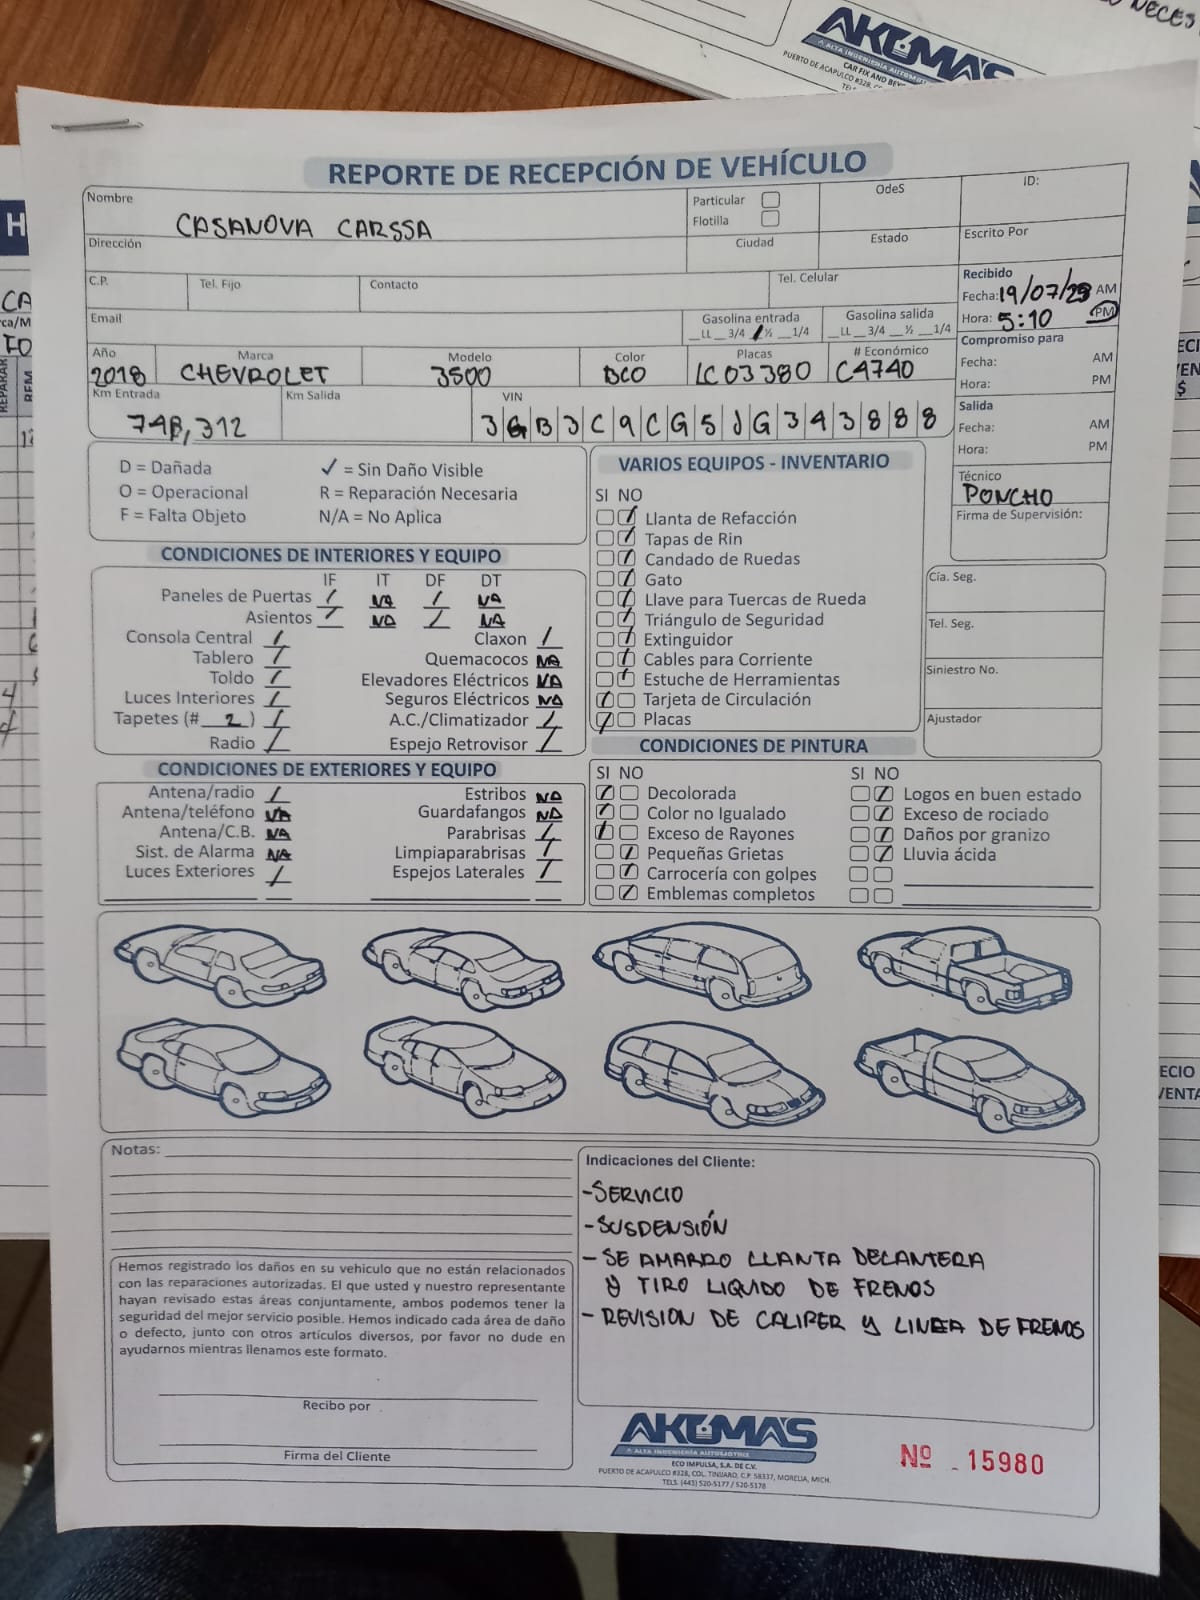 NECES
AKEMA'S
A ALTA INGENIERÍA AUTOMOTRIZ
CAR FIX AND
PUERTO DE ACAPULCO #328,
REPORTE DE RECEPCIÓN DE VEHÍCULO
Nombre
CASANOVA CARSSA
Particular
Flotilla
OdeS
ID:
Dirección
Ciudad
Estado
Escrito Por
C.P.
Tel. Fijo
Contacto
Tel. Celular
Recibido
Fecha: 19/07/25 AM
Hora: 5:10 PM
Email
Gasolina entrada
_LL _3/4 _½ _1/4
Gasolina salida
_LL _3/4 _½ _1/4
Compromiso para
Fecha: AM
Hora: PM
Año
2018
Marca
CHEVROLET
Modelo
3500
Color
BCO
Placas
LC03380
# Económico
C4740
Km Entrada
748,312
Km Salida
VIN
3GB3C9CG5JG343888
Salida
Fecha: AM
Hora: PM
Técnico
PONCHO
Firma de Supervisión:
D = Dañada
✓ = Sin Daño Visible
O = Operacional
R = Reparación Necesaria
F = Falta Objeto
N/A = No Aplica
VARIOS EQUIPOS - INVENTARIO
SI NO
Llanta de Refacción
Tapas de Rin
Candado de Ruedas
Gato
Llave para Tuercas de Rueda
Triángulo de Seguridad
Extinguidor
Cables para Corriente
Estuche de Herramientas
Tarjeta de Circulación
Placas
Cía. Seg.
Tel. Seg.
Siniestro No.
Ajustador
CONDICIONES DE INTERIORES Y EQUIPO
IF IT DF DT
Paneles de Puertas / NA / NA
Asientos / NA / NA
Consola Central /
Claxon /
Tablero /
Quemacocos NA
Toldo /
Elevadores Eléctricos NA
Luces Interiores /
Seguros Eléctricos NA
Tapetes (# 2 ) /
A.C./Climatizador /
Radio /
Espejo Retrovisor /
CONDICIONES DE EXTERIORES Y EQUIPO
Antena/radio /
Estribos NA
Antena/teléfono NA
Guardafangos NA
Antena/C.B. NA
Parabrisas /
Sist. de Alarma NA
Limpiaparabrisas /
Luces Exteriores /
Espejos Laterales /
CONDICIONES DE PINTURA
SI NO
SI NO
Decolorada
Logos en buen estado
Color no Igualado
Exceso de rociado
Exceso de Rayones
Daños por granizo
Pequeñas Grietas
Lluvia ácida
Carrocería con golpes
Emblemas completos
Notas:
Indicaciones del Cliente:
-SERVICIO
-SUSDENSIÓN
- SE AMARRO LLANTA DELANTERA
Y TIRO LIQUIDO DE FRENOS
- REVISION DE CALIPER Y LINEA DE FRENOS
Hemos registrado los daños en su vehiculo que no están relacionados
con las reparaciones autorizadas. El que usted y nuestro representante
hayan revisado estas áreas conjuntamente, ambos podemos tener la
seguridad del mejor servicio posible. Hemos indicado cada área de daño
o defecto, junto con otros artículos diversos, por favor no dude en
ayudarnos mientras llenamos este formato.
Recibo por
Firma del Cliente
AKEMA'S
A ALTA INGENIERÍA AUTOMOTRIZ
ECO IMPULSA, S.A. DE C.V.
PUERTO DE ACAPULCO #328, COL. TINIJARO, C.P. 58337, MORELIA, MICH.
TELS. (443) 520-5177 / 520-5178
Nº 15980